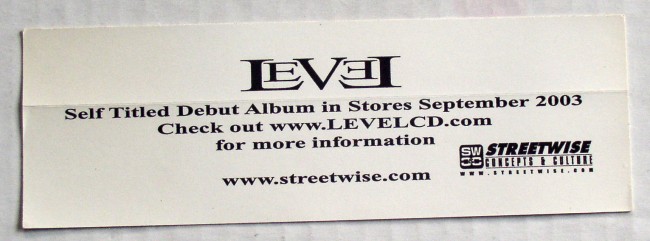 LEVEL
Self Titled Debut Album in Stores September 2003
Check out www.LEVELCD.com
for more information
www.streetwise.com
SW
STREETWISE
CONCEPTS & CULTURE
WWW.STREETWISE.COM